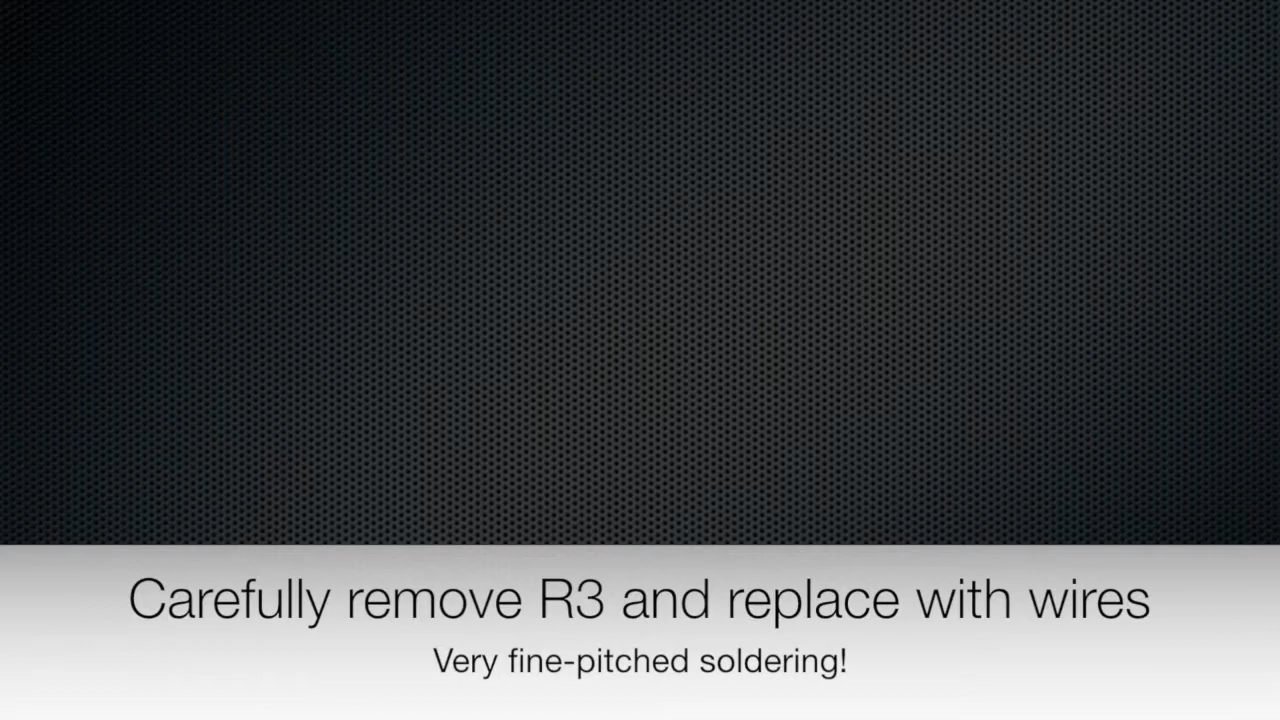 Carefully remove R3 and replace with wires
Very fine-pitched soldering!